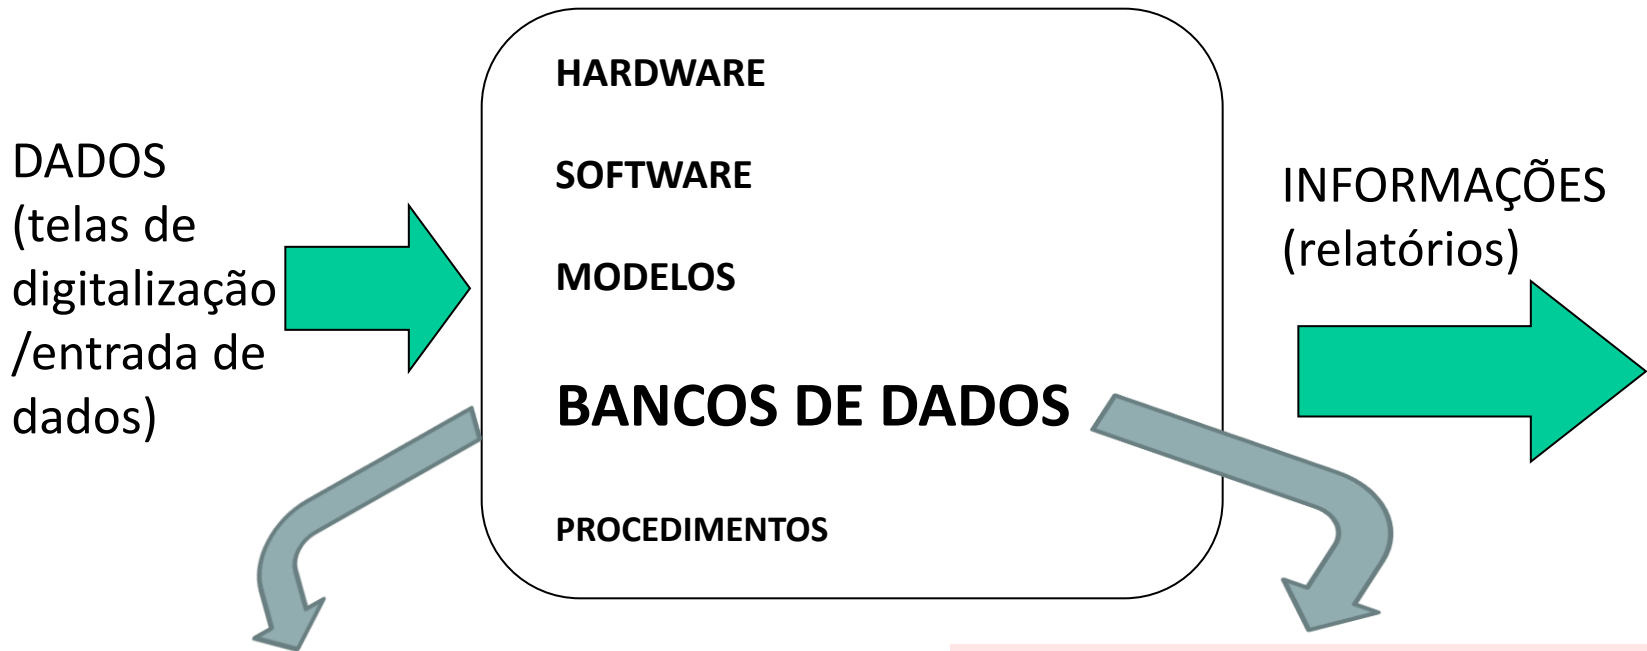 DADOS
(telas de
digitalização
/entrada de
dados)
HARDWARE
SOFTWARE
MODELOS
BANCOS DE DADOS
PROCEDIMENTOS
INFORMAÇÕES
(relatórios)